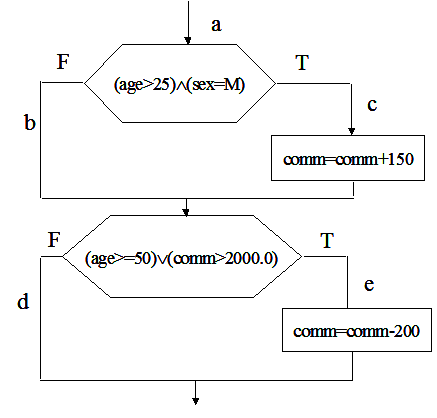 a
F
T
(age>25)∧(sex=M)
b
c
comm=comm+150
F
T
(age>=50)∨(comm>2000.0)
d
e
comm=comm-200